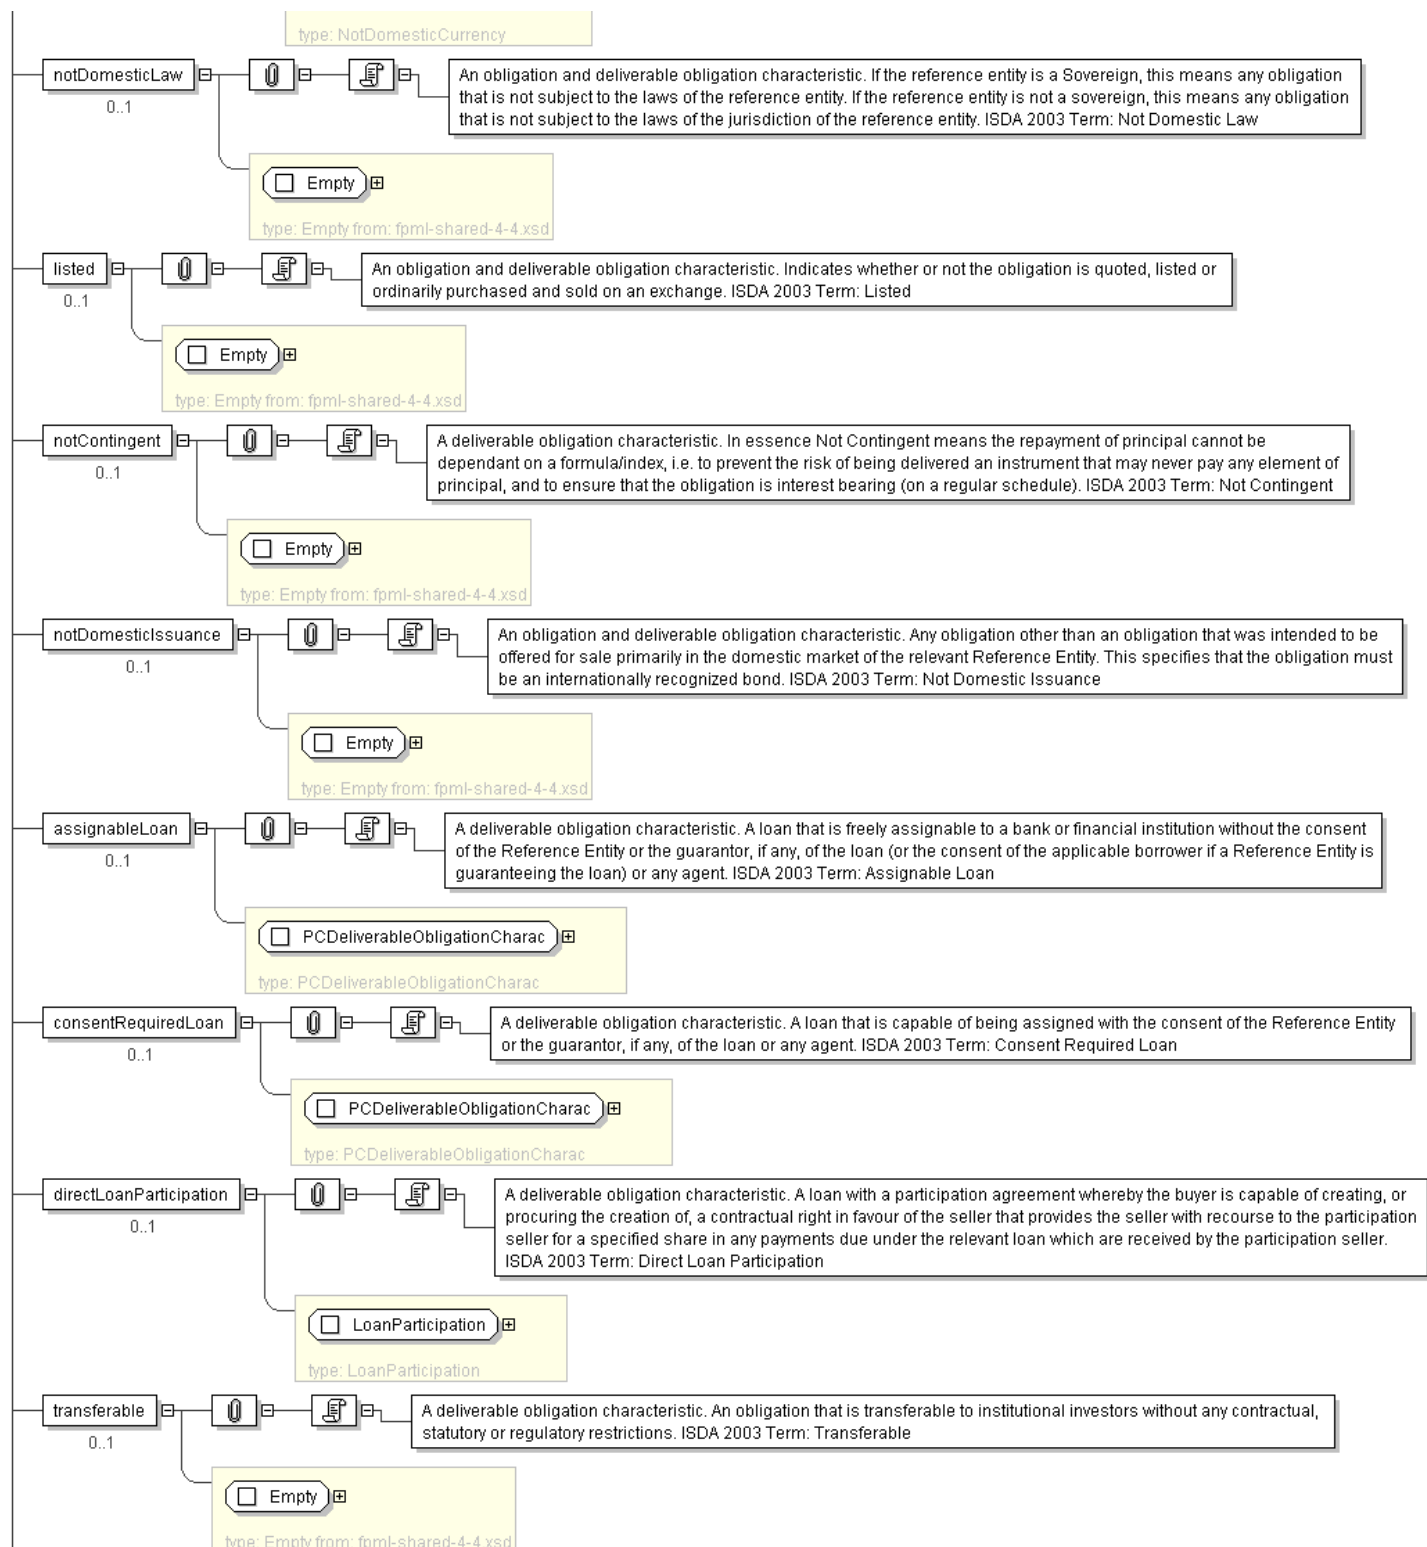 type: NotDomesticCurrency
notDomesticLaw
0..1
An obligation and deliverable obligation characteristic. If the reference entity is a Sovereign, this means any obligation
that is not subject to the laws of the reference entity. If the reference entity is not a sovereign, this means any obligation
that is not subject to the laws of the jurisdiction of the reference entity. ISDA 2003 Term: Not Domestic Law
Empty
type: Empty from: fpml-shared-4-4.xsd
listed
0..1
An obligation and deliverable obligation characteristic. Indicates whether or not the obligation is quoted, listed or
ordinarily purchased and sold on an exchange. ISDA 2003 Term: Listed
Empty
type: Empty from: fpml-shared-4-4.xsd
notContingent
0..1
A deliverable obligation characteristic. In essence Not Contingent means the repayment of principal cannot be
dependant on a formula/index, i.e. to prevent the risk of being delivered an instrument that may never pay any element of
principal, and to ensure that the obligation is interest bearing (on a regular schedule). ISDA 2003 Term: Not Contingent
Empty
type: Empty from: fpml-shared-4-4.xsd
notDomesticIssuance
0..1
An obligation and deliverable obligation characteristic. Any obligation other than an obligation that was intended to be
offered for sale primarily in the domestic market of the relevant Reference Entity. This specifies that the obligation must
be an internationally recognized bond. ISDA 2003 Term: Not Domestic Issuance
Empty
type: Empty from: fpml-shared-4-4.xsd
assignableLoan
0..1
A deliverable obligation characteristic. A loan that is freely assignable to a bank or financial institution without the consent
of the Reference Entity or the guarantor, if any, of the loan (or the consent of the applicable borrower if a Reference Entity is
guaranteeing the loan) or any agent. ISDA 2003 Term: Assignable Loan
PCDeliverableObligationCharac
type: PCDeliverableObligationCharac
consentRequiredLoan
0..1
A deliverable obligation characteristic. A loan that is capable of being assigned with the consent of the Reference Entity
or the guarantor, if any, of the loan or any agent. ISDA 2003 Term: Consent Required Loan
PCDeliverableObligationCharac
type: PCDeliverableObligationCharac
directLoanParticipation
0..1
A deliverable obligation characteristic. A loan with a participation agreement whereby the buyer is capable of creating, or
procuring the creation of, a contractual right in favour of the seller that provides the seller with recourse to the participation
seller for a specified share in any payments due under the relevant loan which are received by the participation seller.
ISDA 2003 Term: Direct Loan Participation
LoanParticipation
type: LoanParticipation
transferable
0..1
A deliverable obligation characteristic. An obligation that is transferable to institutional investors without any contractual,
statutory or regulatory restrictions. ISDA 2003 Term: Transferable
Empty
type: Empty from: fpml-shared-4-4.xsd